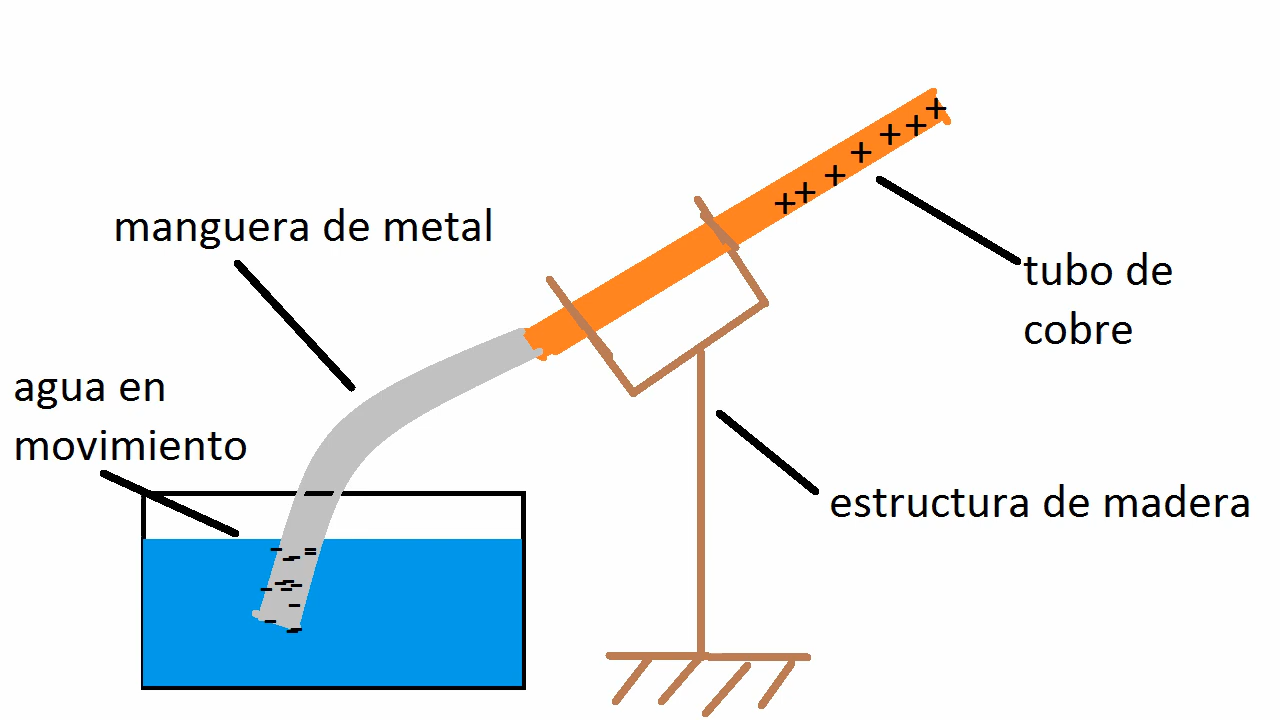 manguera de metal
tubo de
cobre
agua en
movimiento
estructura de madera
+ + + + + + +